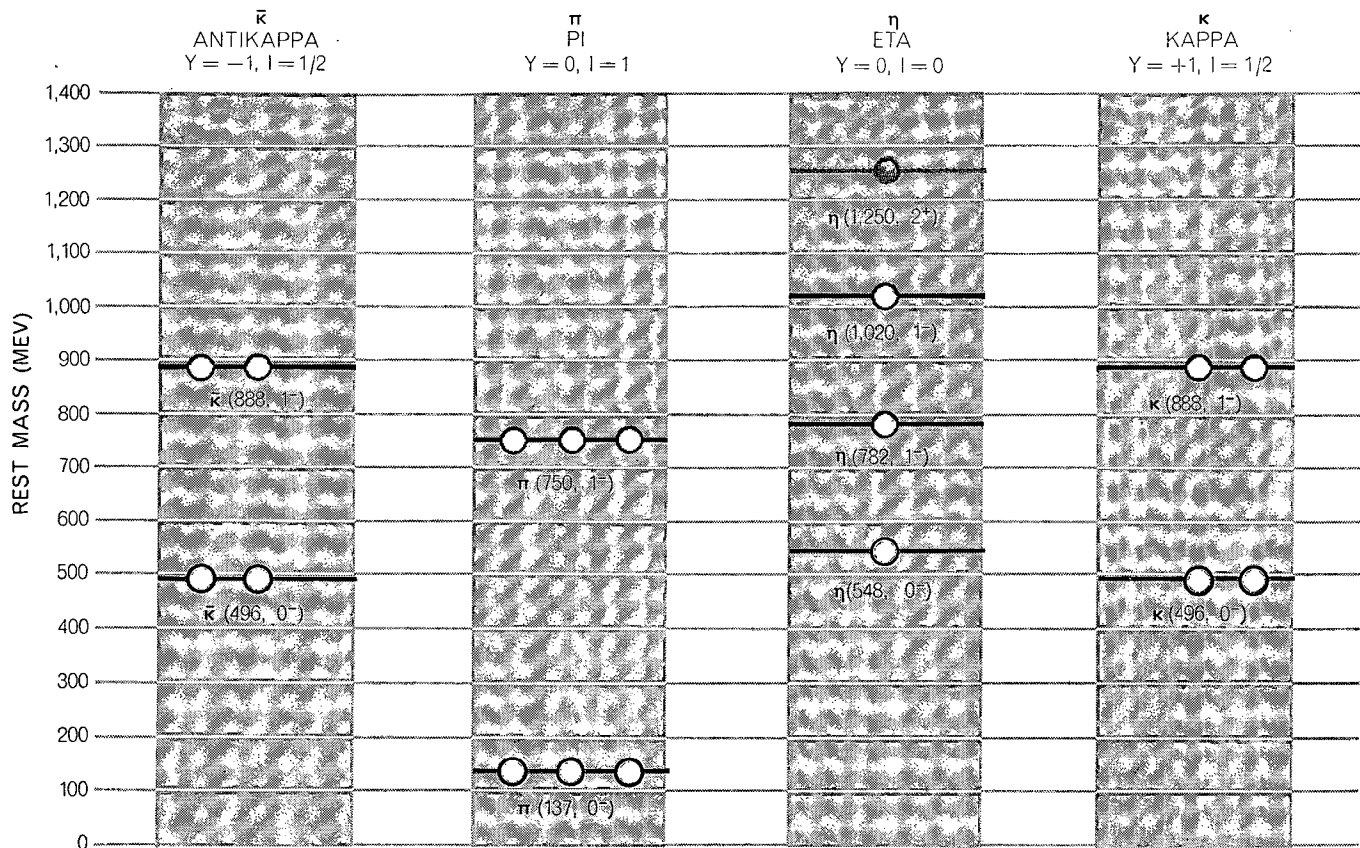 κ̄
ANTIKAPPA
Y = −1, I = 1/2
π
PI
Y = 0, I = 1
η
ETA
Y = 0, I = 0
κ
KAPPA
Y = +1, I = 1/2
REST MASS (MEV)
1,400
1,300
1,200
1,100
1,000
900
800
700
600
500
400
300
200
100
0
κ̄ (888, 1⁻)
κ̄ (496, 0⁻)
π (750, 1⁻)
π (137, 0⁻)
η (1,250, 2⁺)
η (1,020, 1⁻)
η (782, 1⁻)
η (548, 0⁻)
κ (888, 1⁻)
κ (496, 0⁻)